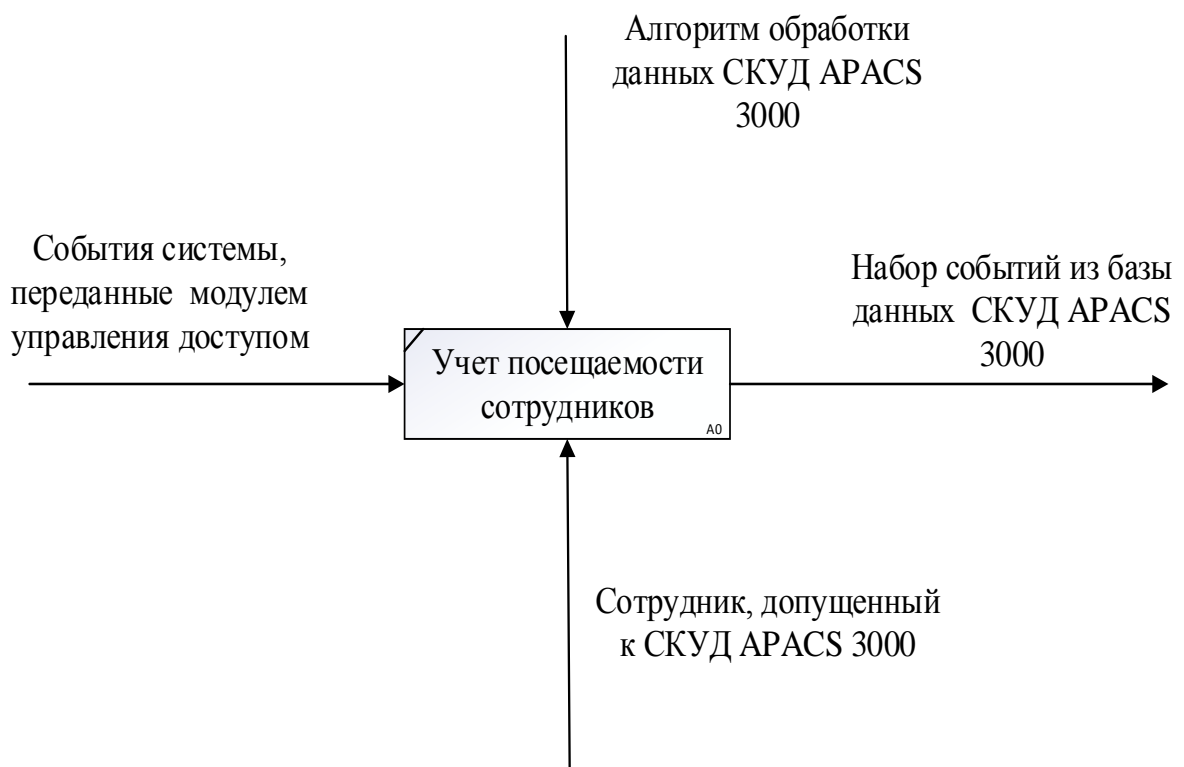 Алгоритм обработки
данных СКУД APACS
3000
События системы,
переданные модулем
управления доступом
Набор событий из базы
данных СКУД APACS
3000
Учет посещаемости
сотрудников
A0
Сотрудник, допущенный
к СКУД APACS 3000